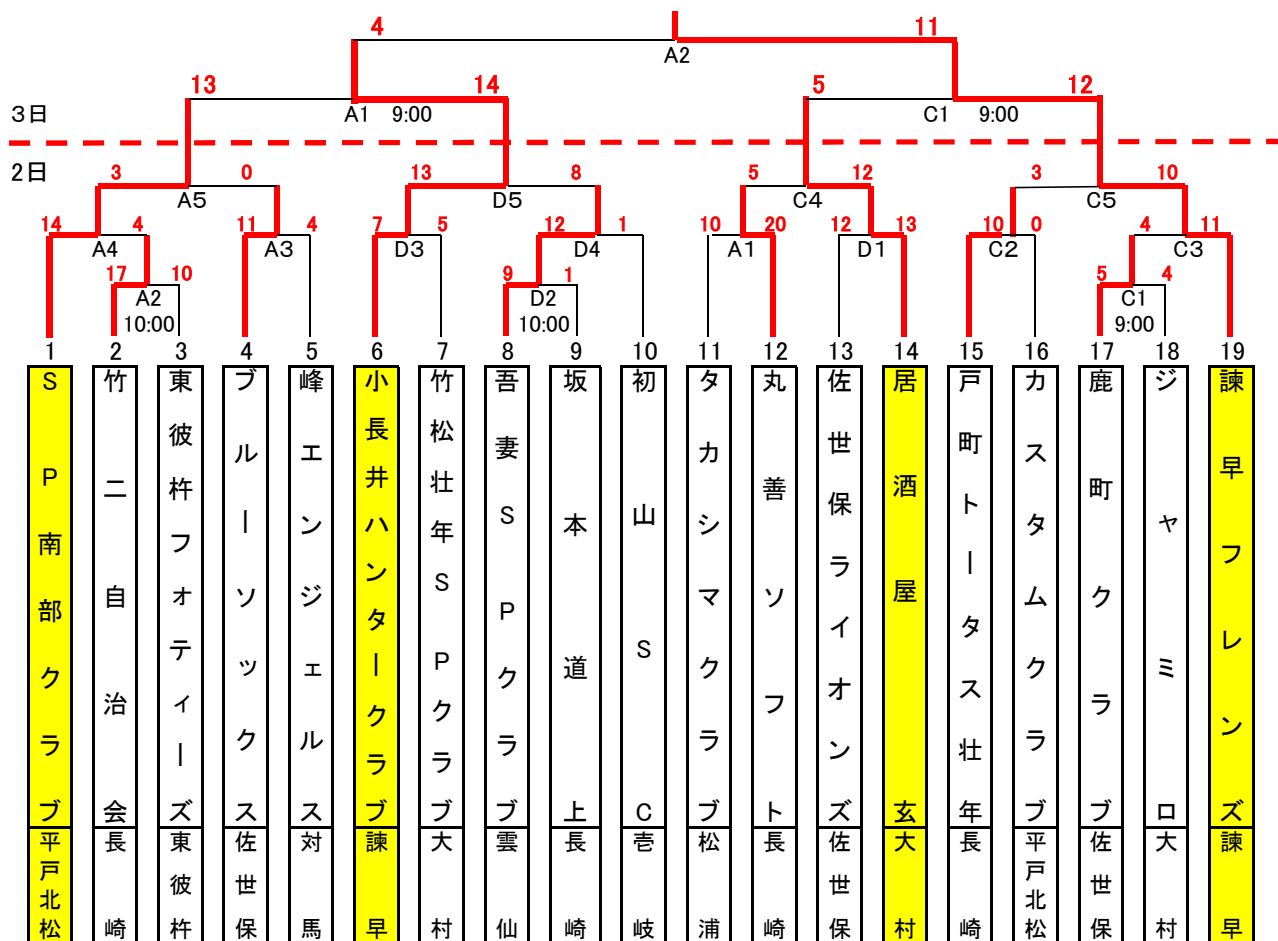 4 11
A2
13 14 5 12
3日 A1 9:00 C1 9:00
2日 3 0 13 8 5 12 3 10
A5 D5 C4 C5
14 4 11 4 7 5 12 1 10 20 12 13 10 0 4 11
A4 A3 D3 D4 A1 D1 C2 C3
17 10 9 1 5 4
A2 D2 C1
10:00 10:00 9:00
1 2 3 4 5 6 7 8 9 10 11 12 13 14 15 16 17 18 19
SP南部クラブ
竹二自治会
東彼杵フォティーズ
ブルーソックス
峰エンジェルス
小長井ハンタークラブ
竹松壮年SPクラブ
吾妻SPクラブ
坂本道上
初山SC
タカシマクラブ
丸善ソフト
佐世保ライオンズ
居酒屋玄
戸町トータス壮年
カスタムクラブ
鹿町クラブ
ジャミロ
諫早フレンズ
平戸北松
長崎
東彼杵
佐世保
対馬
諫早
大村
雲仙
長崎
壱岐
松浦
長崎
佐世保
大村
長崎
平戸北松
佐世保
大村
諫早